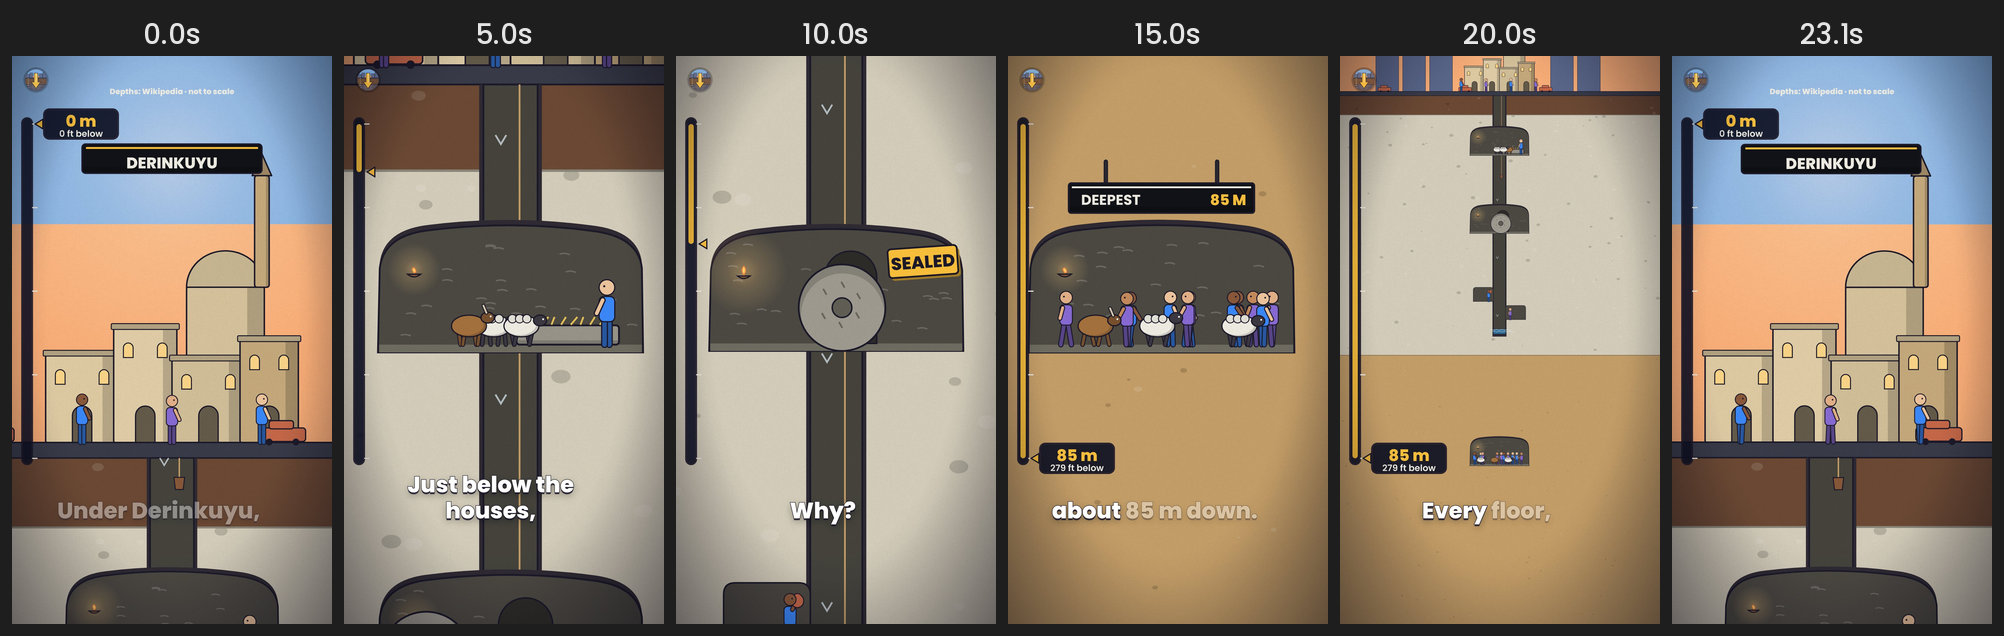 0.0s
5.0s
10.0s
15.0s
20.0s
23.1s
Depths: Wikipedia · not to scale
0 m
0 ft below
DERINKUYU
Under Derinkuyu,
Just below the
houses,
SEALED
Why?
DEEPEST 85 M
85 m
279 ft below
about 85 m down.
85 m
279 ft below
Every floor,
Depths: Wikipedia · not to scale
0 m
0 ft below
DERINKUYU